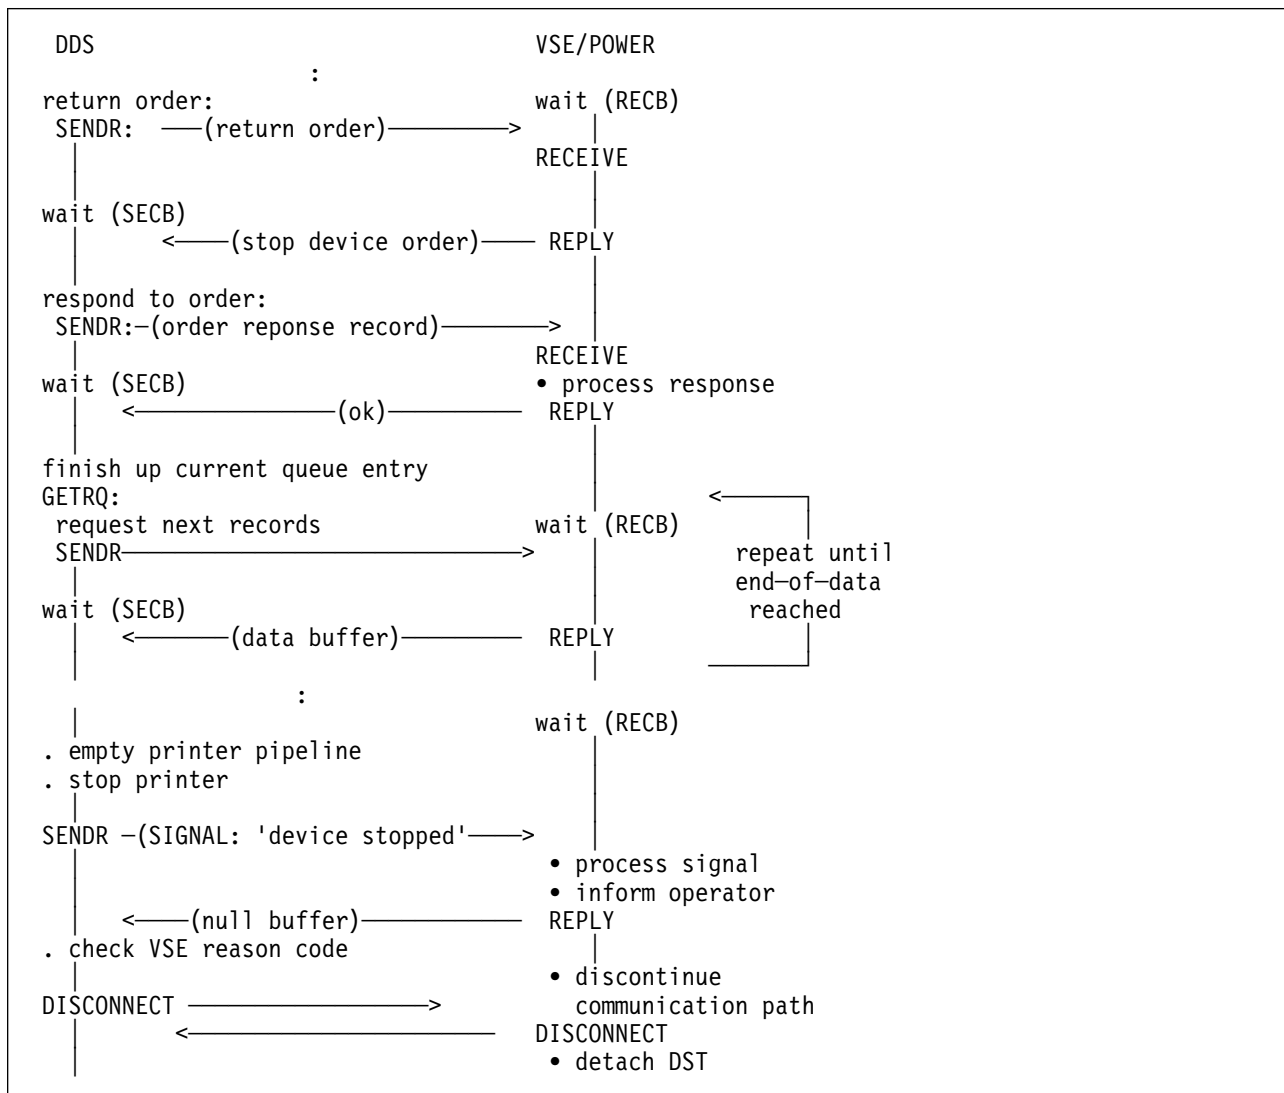 DDS VSE/POWER
:
return order: wait (RECB)
SENDR: ———(return order)—————————>
RECEIVE
wait (SECB)
<————(stop device order)———— REPLY
respond to order:
SENDR:—(order reponse record)————————>
RECEIVE
wait (SECB) • process response
<———————————————(ok)—————————— REPLY
finish up current queue entry
GETRQ: <———————
request next records wait (RECB)
SENDR——————————————————————————————> repeat until
end—of—data
wait (SECB) reached
<———————(data buffer)————————— REPLY
:
wait (RECB)
. empty printer pipeline
. stop printer
SENDR —(SIGNAL: 'device stopped'————>
• process signal
• inform operator
<————(null buffer)———————————— REPLY
. check VSE reason code
• discontinue
DISCONNECT ——————————————————> communication path
<——————————————————————— DISCONNECT
• detach DST